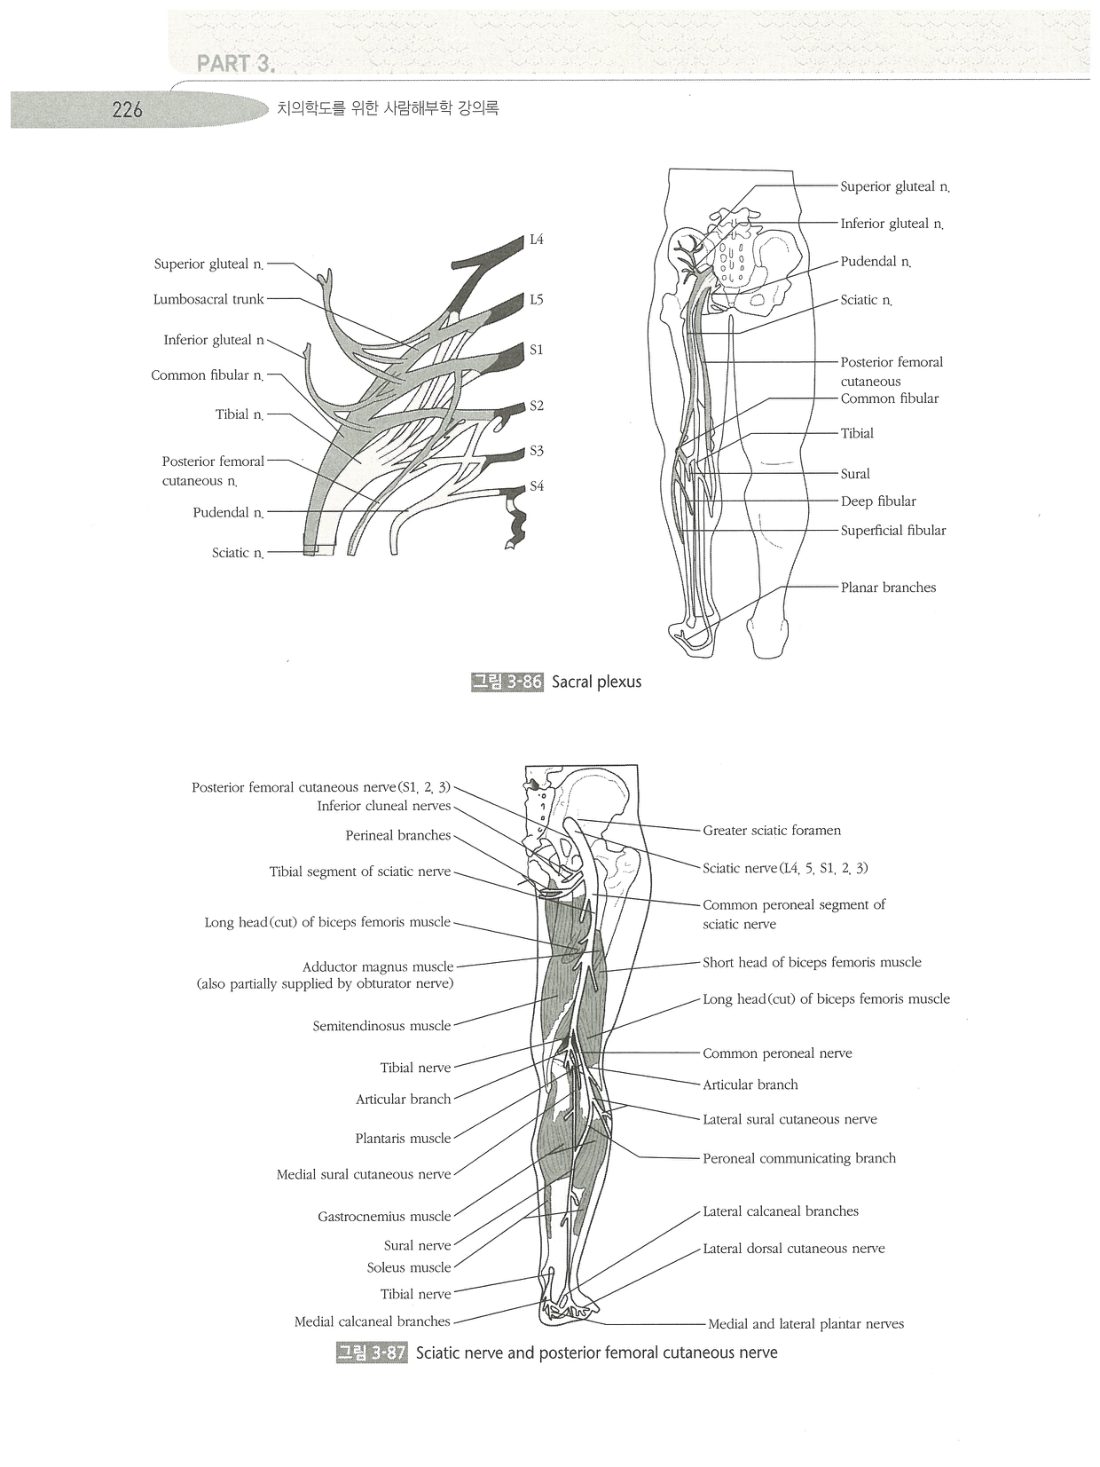 PART 3.
226
치의학도를 위한 사람해부학 강의록
Superior gluteal n.
Lumbosacral trunk
Inferior gluteal n
Common fibular n.
Tibial n.
Posterior femoral
cutaneous n.
Pudendal n.
Sciatic n.
L4
L5
S1
S2
S3
S4
Superior gluteal n.
Inferior gluteal n.
Pudendal n.
Sciatic n.
Posterior femoral
cutaneous
Common fibular
Tibial
Sural
Deep fibular
Superficial fibular
Planar branches
그림 3-86 Sacral plexus
Posterior femoral cutaneous nerve(S1, 2, 3)
Inferior cluneal nerves
Perineal branches
Tibial segment of sciatic nerve
Long head(cut) of biceps femoris muscle
Adductor magnus muscle
(also partially supplied by obturator nerve)
Semitendinosus muscle
Tibial nerve
Articular branch
Plantaris muscle
Medial sural cutaneous nerve
Gastrocnemius muscle
Sural nerve
Soleus muscle
Tibial nerve
Medial calcaneal branches
Greater sciatic foramen
Sciatic nerve(L4, 5, S1, 2, 3)
Common peroneal segment of
sciatic nerve
Short head of biceps femoris muscle
Long head(cut) of biceps femoris muscle
Common peroneal nerve
Articular branch
Lateral sural cutaneous nerve
Peroneal communicating branch
Lateral calcaneal branches
Lateral dorsal cutaneous nerve
Medial and lateral plantar nerves
그림 3-87 Sciatic nerve and posterior femoral cutaneous nerve